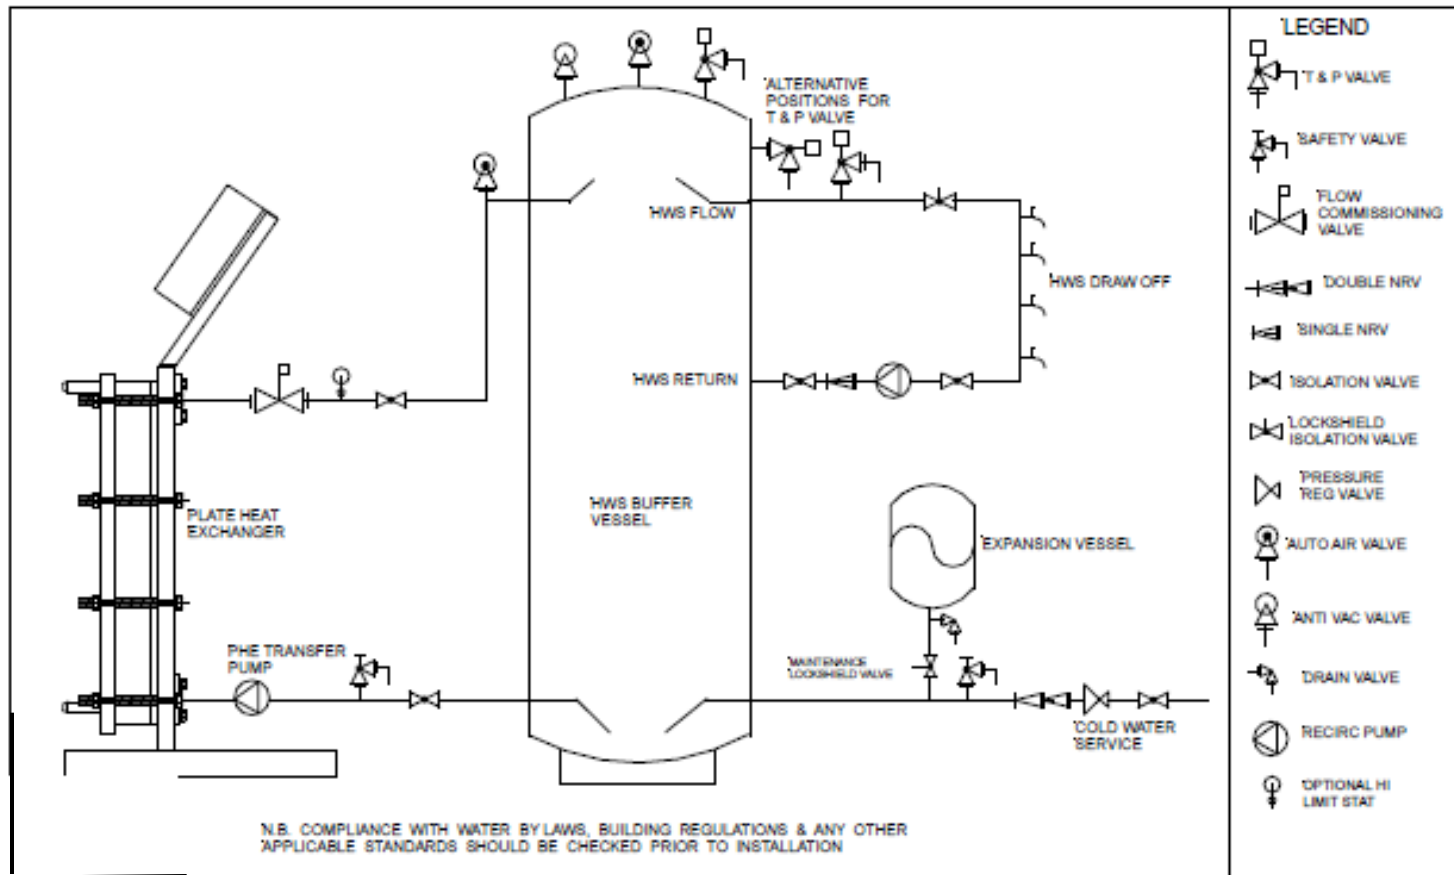 ALTERNATIVE
POSITIONS FOR
T & P VALVE
HWS FLOW
HWS DRAW OFF
HWS RETURN
PLATE HEAT
EXCHANGER
HWS BUFFER
VESSEL
EXPANSION VESSEL
PHE TRANSFER
PUMP
MAINTENANCE
LOCKSHIELD VALVE
COLD WATER
SERVICE
N.B. COMPLIANCE WITH WATER BY LAWS, BUILDING REGULATIONS & ANY OTHER
APPLICABLE STANDARDS SHOULD BE CHECKED PRIOR TO INSTALLATION
LEGEND
T & P VALVE
SAFETY VALVE
FLOW
COMMISSIONING
VALVE
DOUBLE NRV
SINGLE NRV
ISOLATION VALVE
LOCKSHIELD
ISOLATION VALVE
PRESSURE
REG VALVE
AUTO AIR VALVE
ANTI VAC VALVE
DRAIN VALVE
RECIRC PUMP
OPTIONAL HI
LIMIT STAT